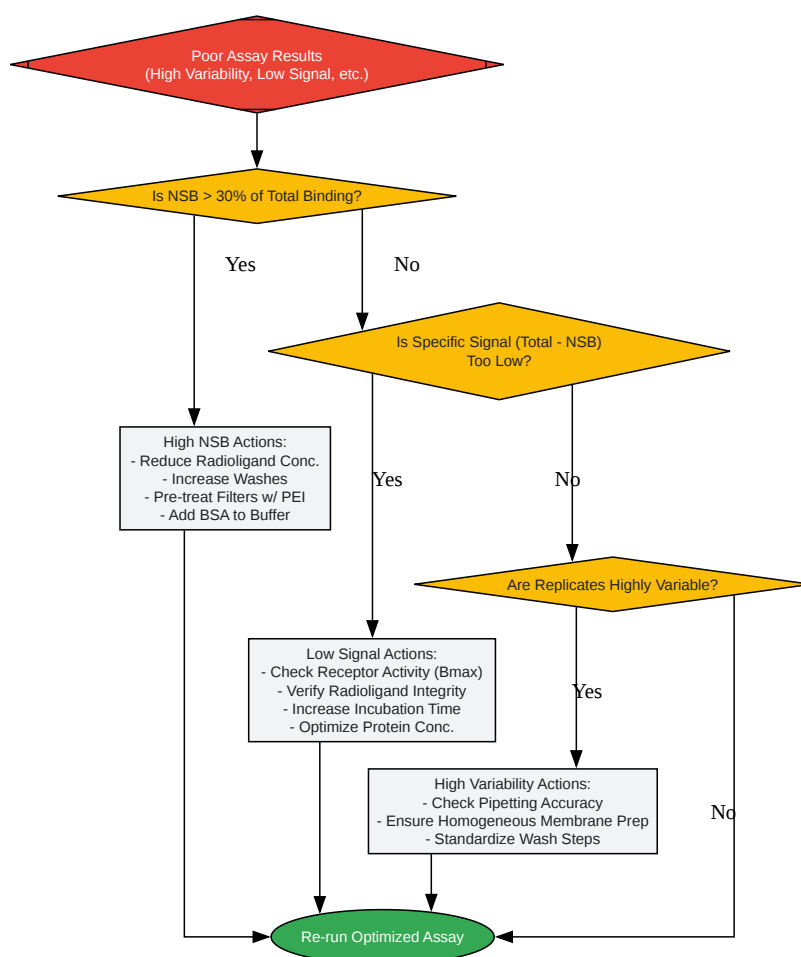 Poor Assay Results
(High Variability, Low Signal, etc.)
Is NSB > 30% of Total Binding?
Yes
No
Is Specific Signal (Total - NSB)
Too Low?
High NSB Actions:
- Reduce Radioligand Conc.
- Increase Washes
- Pre-treat Filters w/ PEI
- Add BSA to Buffer
Yes
No
Are Replicates Highly Variable?
Low Signal Actions:
- Check Receptor Activity (Bmax)
- Verify Radioligand Integrity
- Increase Incubation Time
- Optimize Protein Conc.
Yes
High Variability Actions:
- Check Pipetting Accuracy
- Ensure Homogeneous Membrane Prep
- Standardize Wash Steps
No
Re-run Optimized Assay